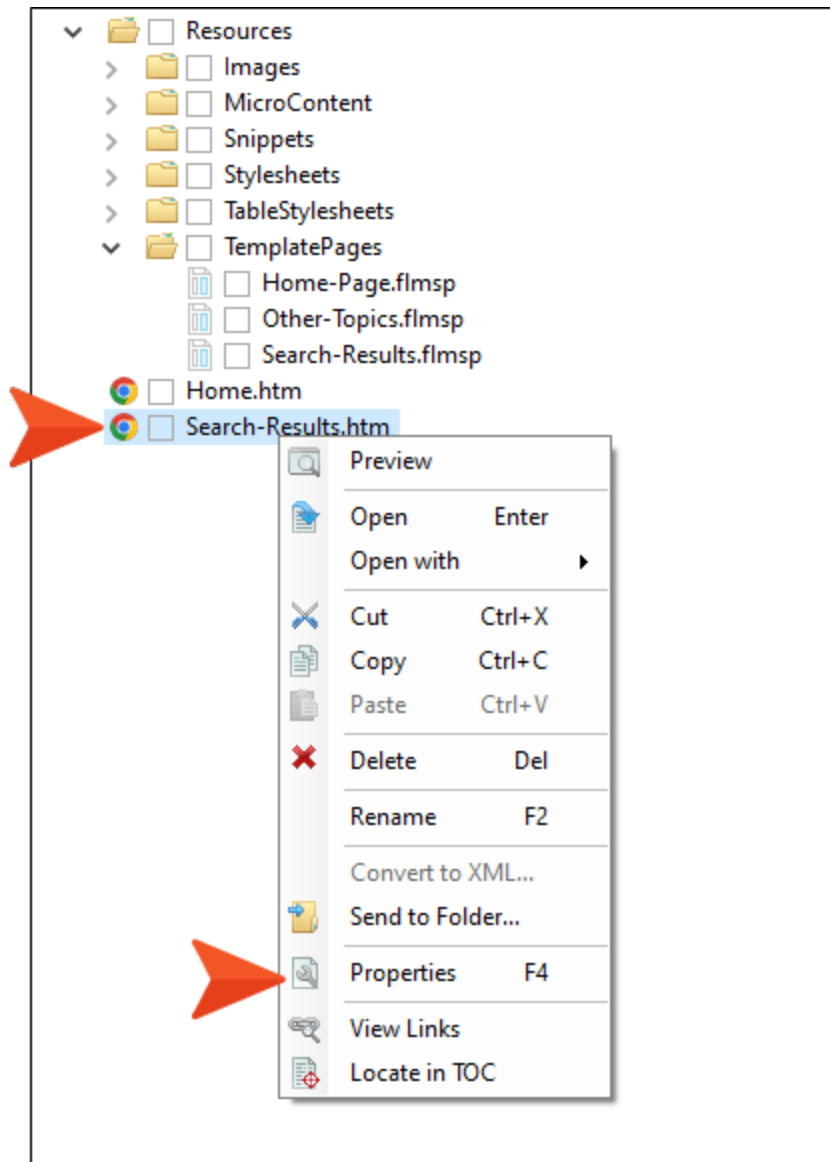 Resources
Images
MicroContent
Snippets
Stylesheets
TableStylesheets
TemplatePages
Home-Page.flmsp
Other-Topics.flmsp
Search-Results.flmsp
Home.htm
Search-Results.htm
Preview
Open Enter
Open with
Cut Ctrl+X
Copy Ctrl+C
Paste Ctrl+V
Delete Del
Rename F2
Convert to XML...
Send to Folder...
Properties F4
View Links
Locate in TOC